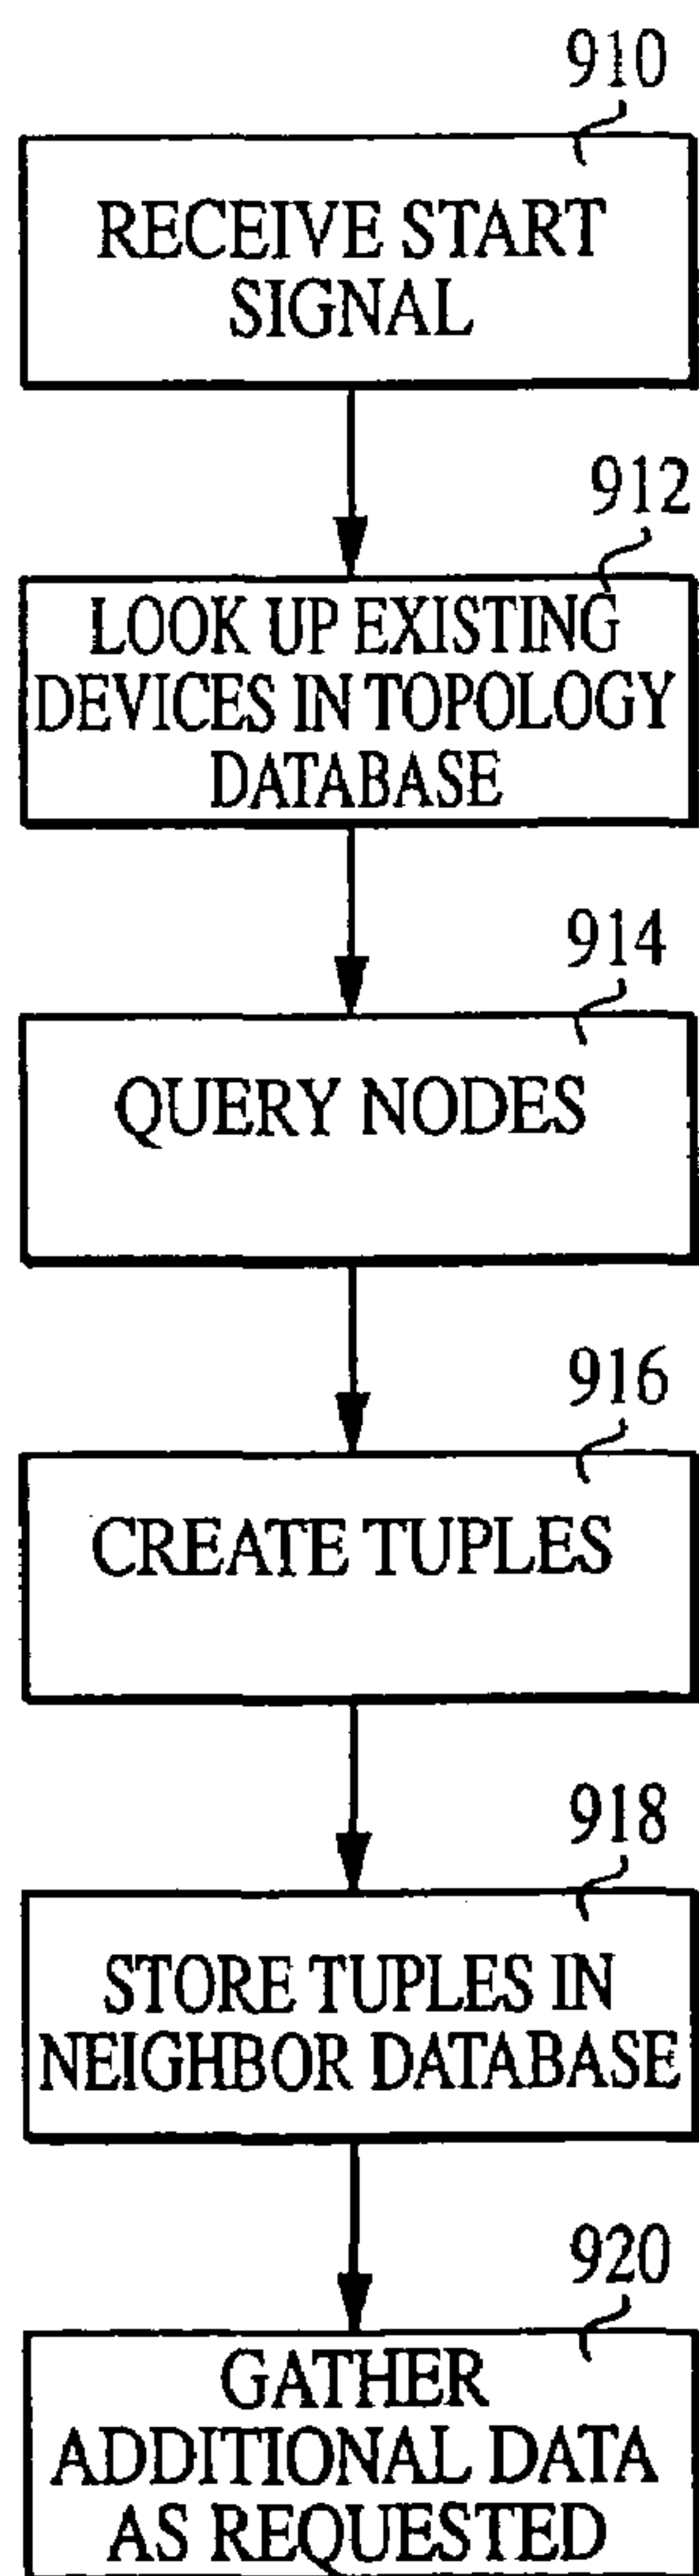 910
RECEIVE START
SIGNAL
912
LOOK UP EXISTING
DEVICES IN TOPOLOGY
DATABASE
914
QUERY NODES
916
CREATE TUPLES
918
STORE TUPLES IN
NEIGHBOR DATABASE
920
GATHER
ADDITIONAL DATA
AS REQUESTED